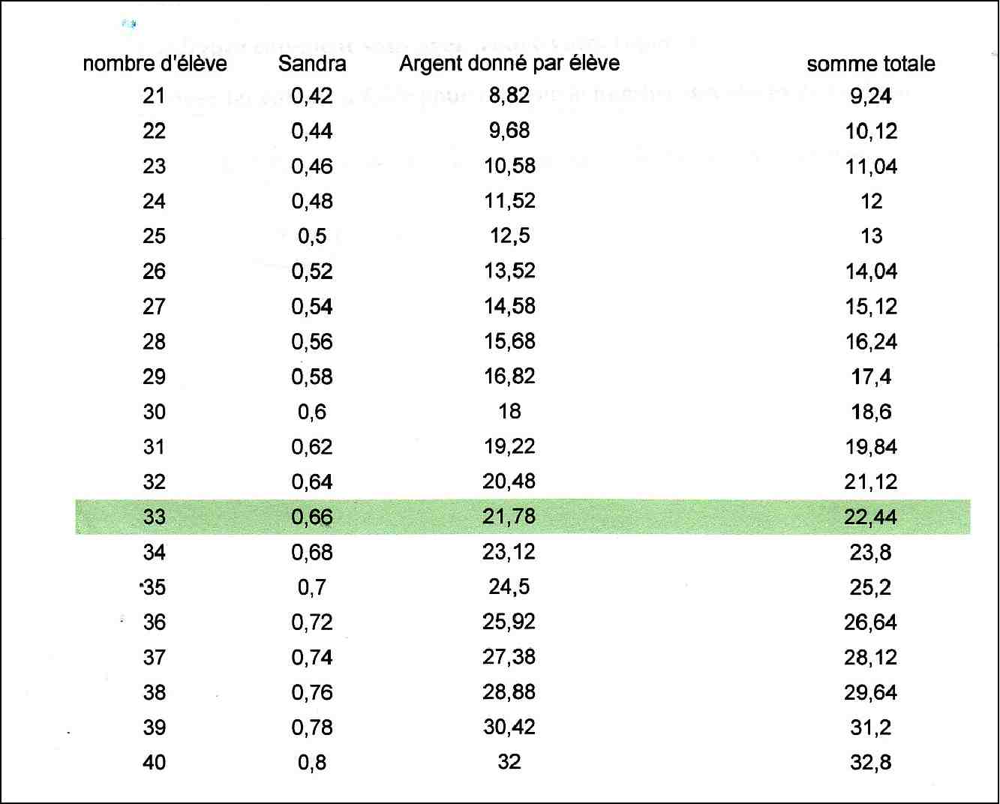 nombre d'élève Sandra Argent donné par élève somme totale
21 0,42 8,82 9,24
22 0,44 9,68 10,12
23 0,46 10,58 11,04
24 0,48 11,52 12
25 0,5 12,5 13
26 0,52 13,52 14,04
27 0,54 14,58 15,12
28 0,56 15,68 16,24
29 0,58 16,82 17,4
30 0,6 18 18,6
31 0,62 19,22 19,84
32 0,64 20,48 21,12
33 0,66 21,78 22,44
34 0,68 23,12 23,8
35 0,7 24,5 25,2
36 0,72 25,92 26,64
37 0,74 27,38 28,12
38 0,76 28,88 29,64
39 0,78 30,42 31,2
40 0,8 32 32,8